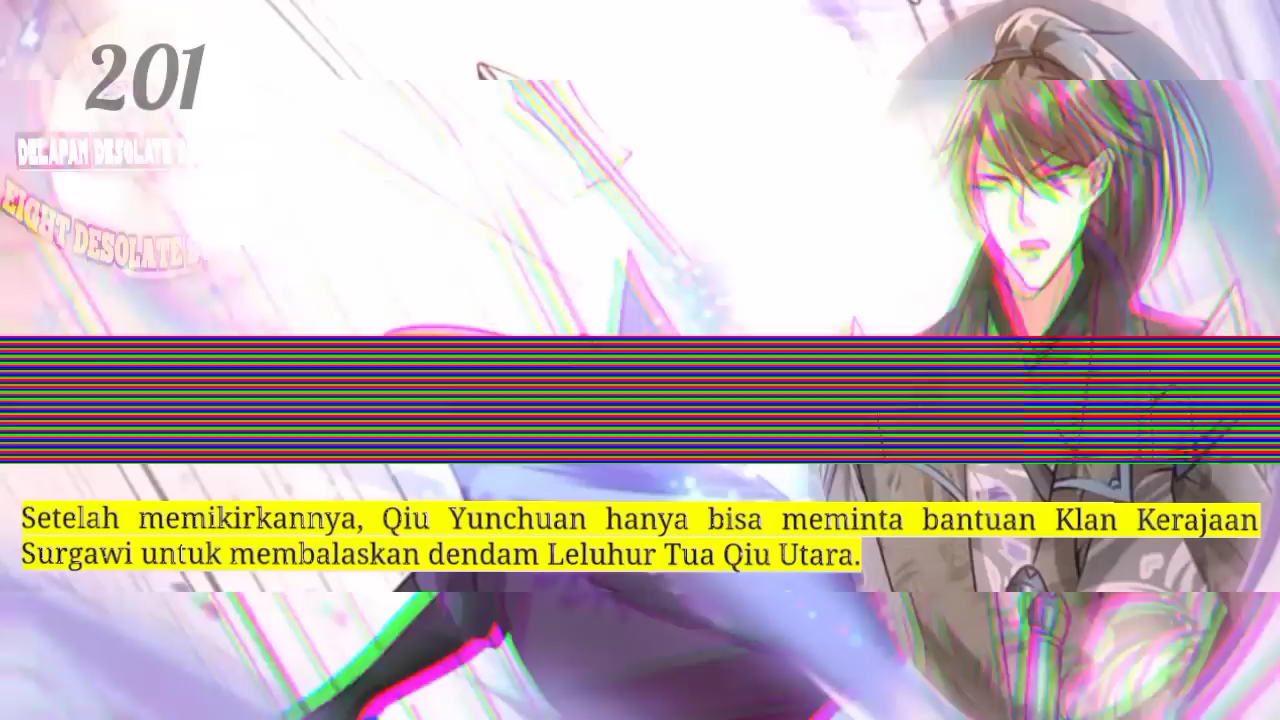 201
DELAPAN DESOLATE
EIGHT DESOLATE
Setelah memikirkannya, Qiu Yunchuan hanya bisa meminta bantuan Klan Kerajaan
Surgawi untuk membalaskan dendam Leluhur Tua Qiu Utara.